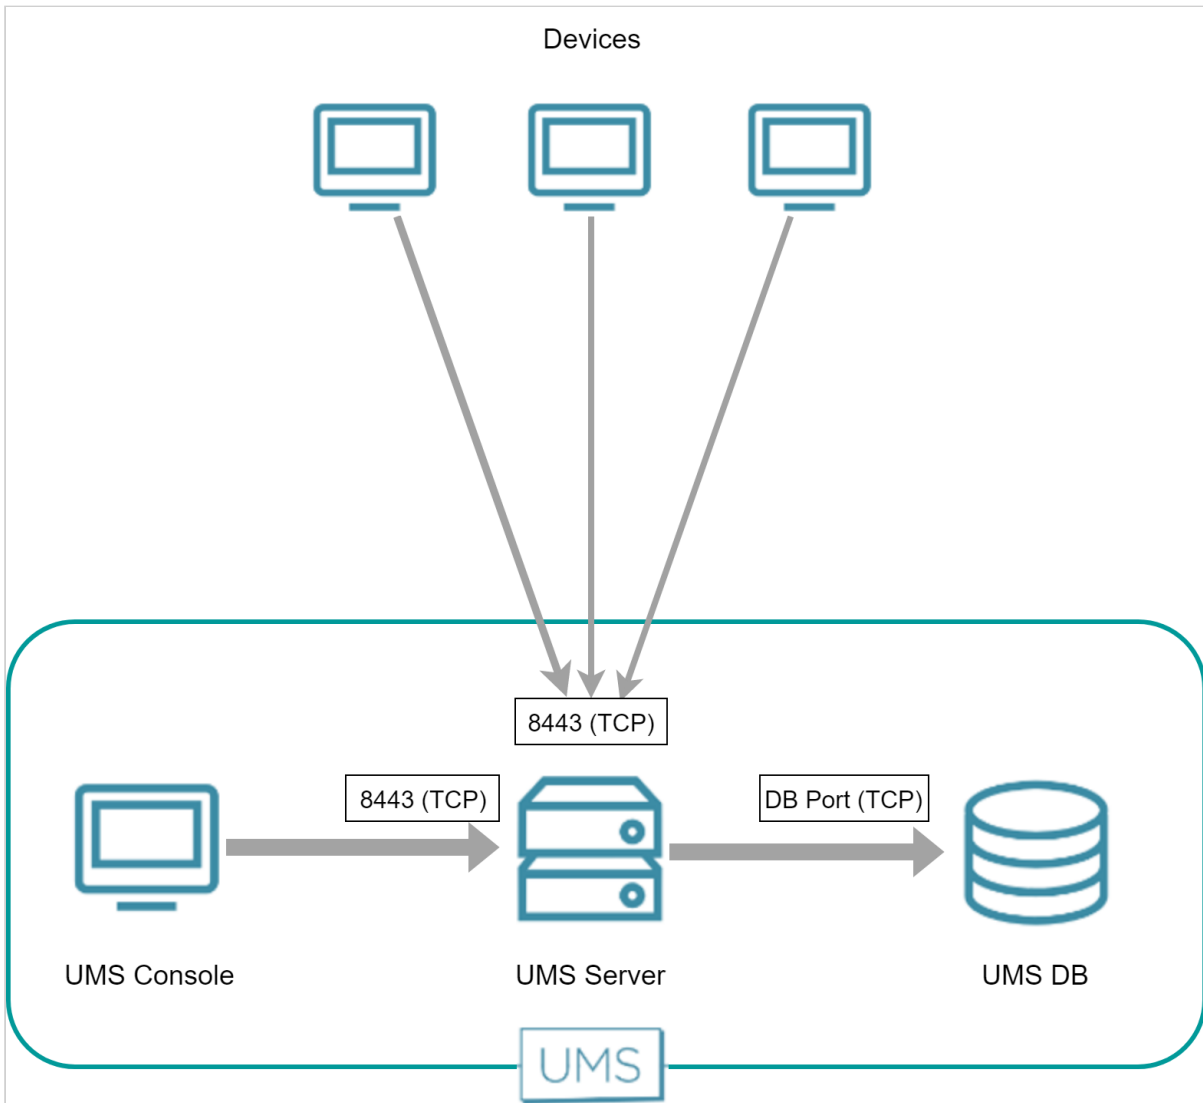 Devices
8443 (TCP)
8443 (TCP)
DB Port (TCP)
UMS Console
UMS Server
UMS DB
UMS